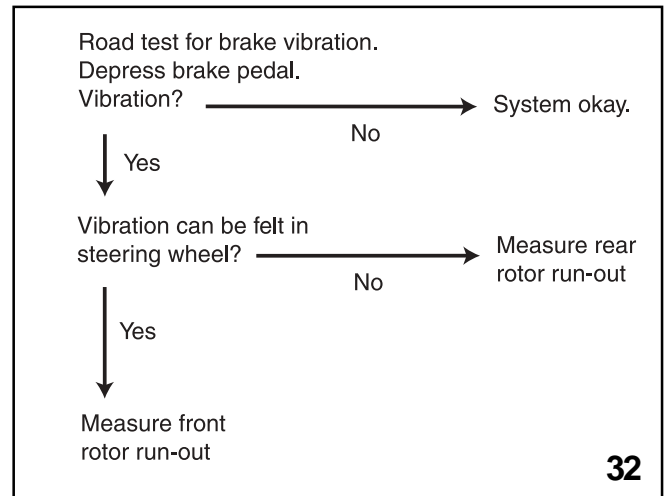 Road test for brake vibration.
Depress brake pedal.
Vibration?
No
System okay.
Yes
Vibration can be felt in
steering wheel?
No
Measure rear
rotor run-out
Yes
Measure front
rotor run-out
32